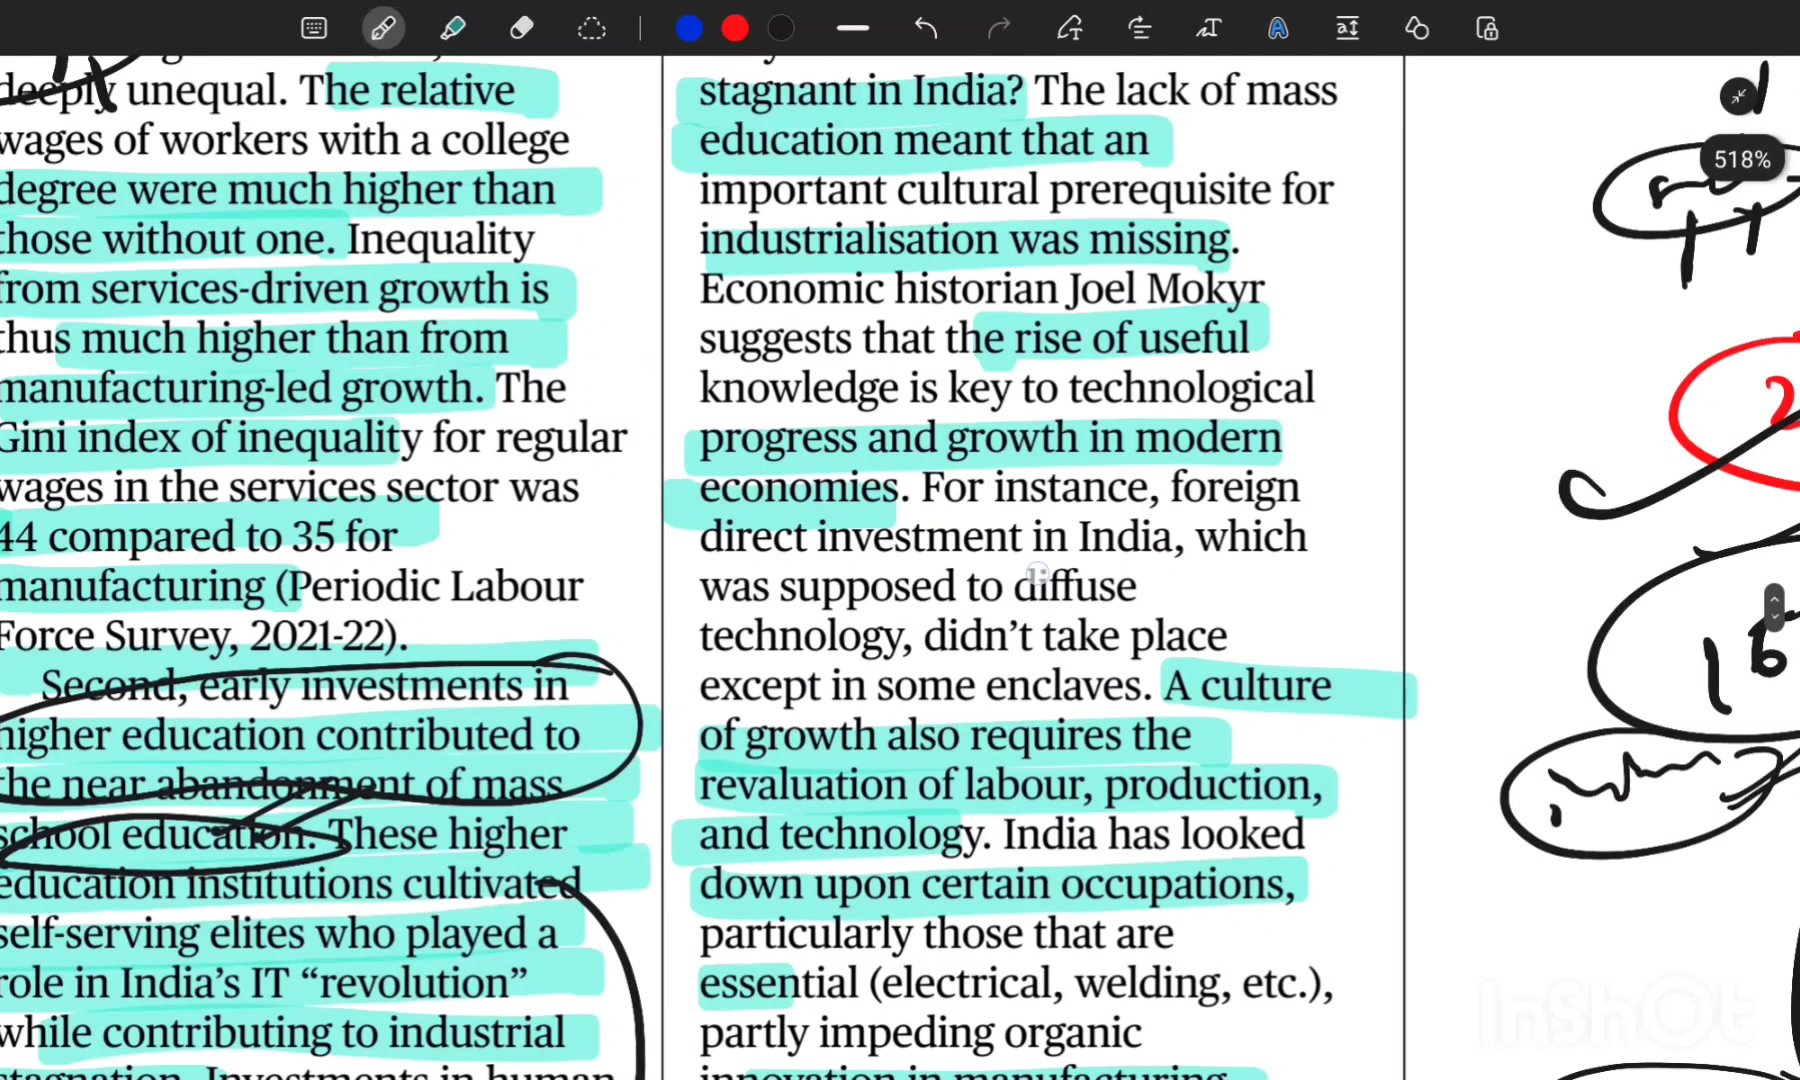 deeply unequal. The relative
wages of workers with a college
degree were much higher than
those without one. Inequality
from services-driven growth is
thus much higher than from
manufacturing-led growth. The
Gini index of inequality for regular
wages in the services sector was
44 compared to 35 for
manufacturing (Periodic Labour
Force Survey, 2021-22).
Second, early investments in
higher education contributed to
the near abandonment of mass
school education. These higher
education institutions cultivated
self-serving elites who played a
role in India's IT “revolution”
while contributing to industrial
stagnation. Investments in human
stagnant in India? The lack of mass
education meant that an
important cultural prerequisite for
industrialisation was missing.
Economic historian Joel Mokyr
suggests that the rise of useful
knowledge is key to technological
progress and growth in modern
economies. For instance, foreign
direct investment in India, which
was supposed to diffuse
technology, didn't take place
except in some enclaves. A culture
of growth also requires the
revaluation of labour, production,
and technology. India has looked
down upon certain occupations,
particularly those that are
essential (electrical, welding, etc.),
partly impeding organic
innovation in manufacturing
518%
2
InShOt